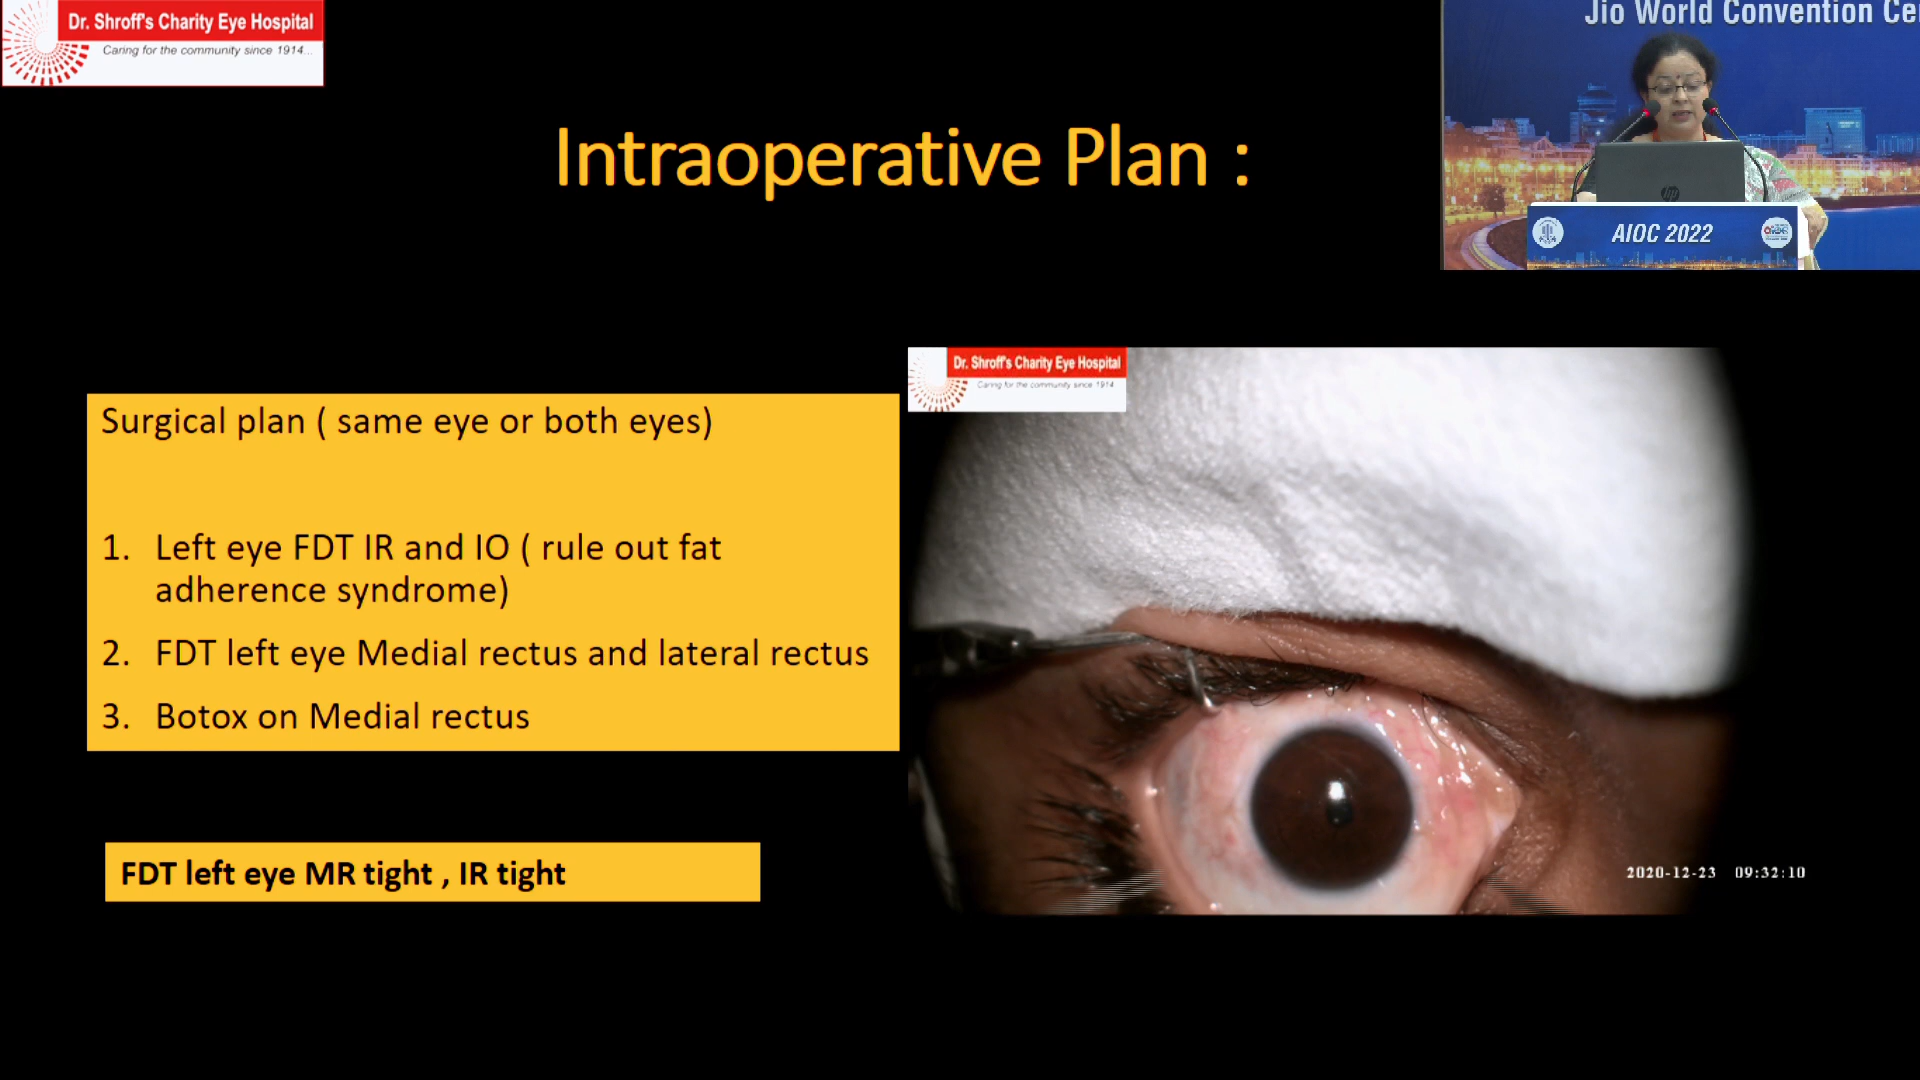 Dr. Shroff's Charity Eye Hospital
Caring for the community since 1914...
Jio World Convention Ce
Intraoperative Plan :
AIOC 2022
Dr. Shroff's Charity Eye Hospital
Caring for the community since 1914
Surgical plan ( same eye or both eyes)
1. Left eye FDT IR and IO ( rule out fat
adherence syndrome)
2. FDT left eye Medial rectus and lateral rectus
3. Botox on Medial rectus
FDT left eye MR tight , IR tight
2020-12-23 09:32:10